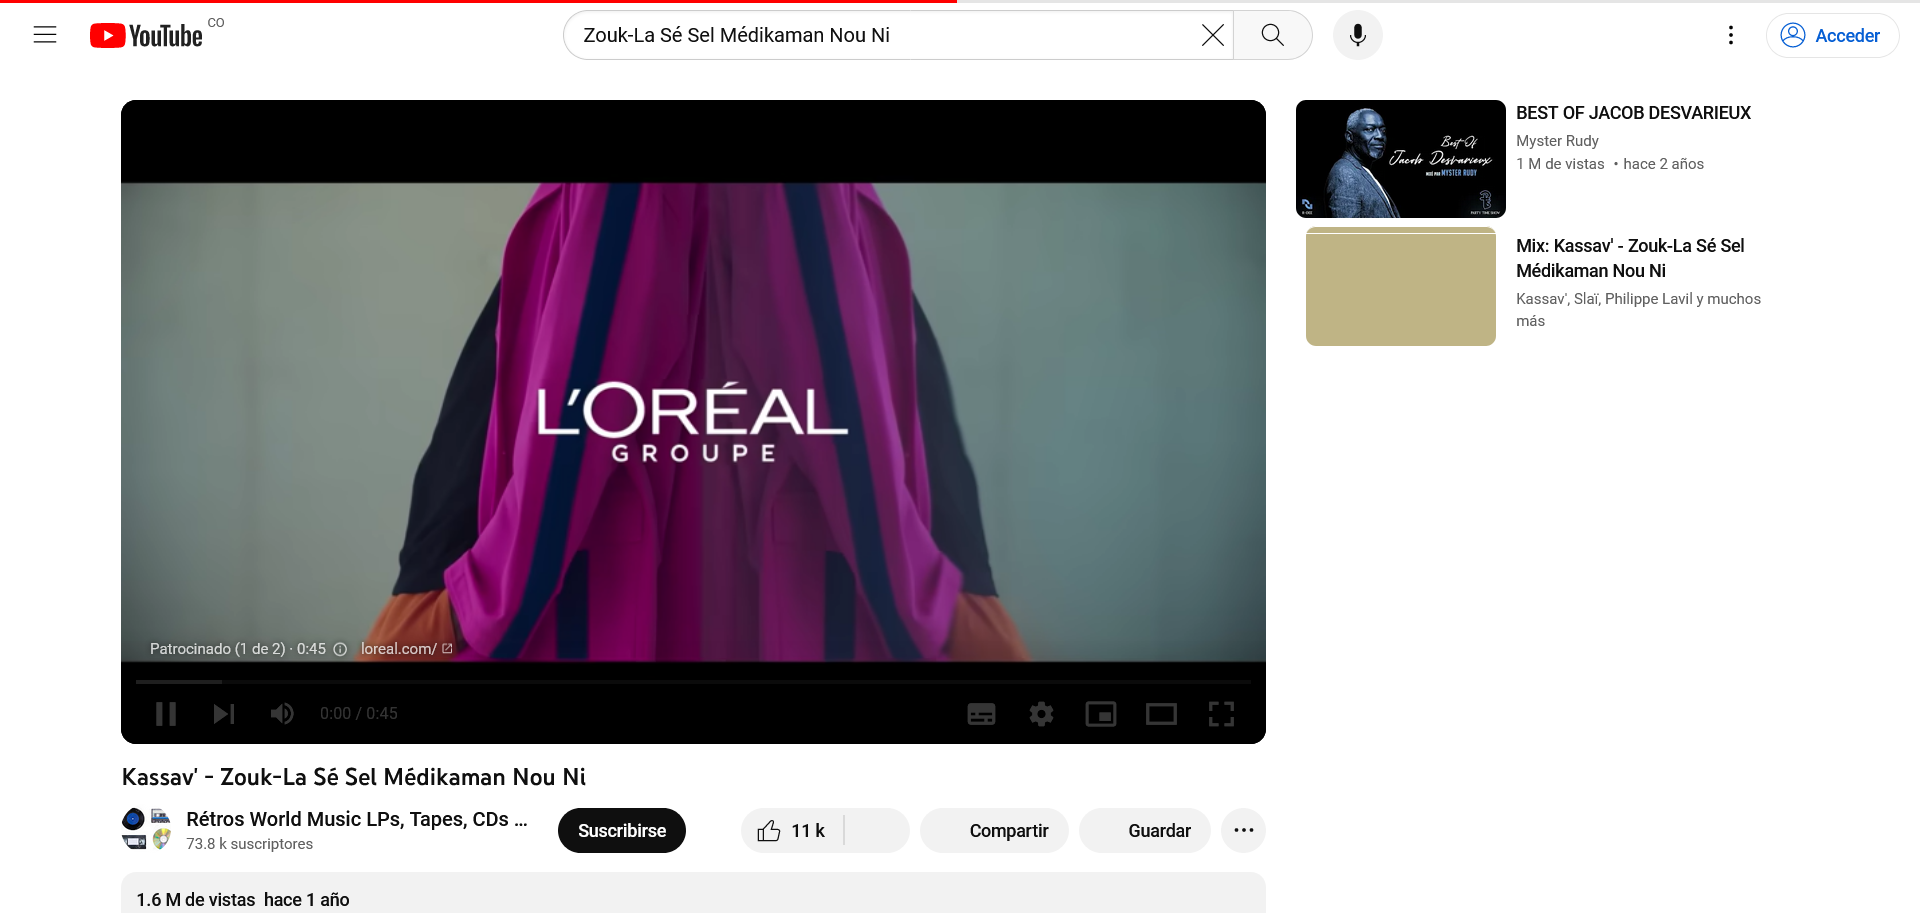 YouTube CO
Zouk-La Sé Sel Médikaman Nou Ni
Acceder
L'ORÉAL
GROUPE
Patrocinado (1 de 2) · 0:45 loreal.com/
0:00 / 0:45
Kassav' - Zouk-La Sé Sel Médikaman Nou Ni
Rétros World Music LPs, Tapes, CDs ...
73.8 k suscriptores
Suscribirse
11 k
Compartir
Guardar
1.6 M de vistas hace 1 año
Best Of
Jacob Desvarieux
MIXÉ PAR MYSTER RUDY
BEST OF JACOB DESVARIEUX
Myster Rudy
1 M de vistas • hace 2 años
Mix: Kassav' - Zouk-La Sé Sel
Médikaman Nou Ni
Kassav', Slaï, Philippe Lavil y muchos
más